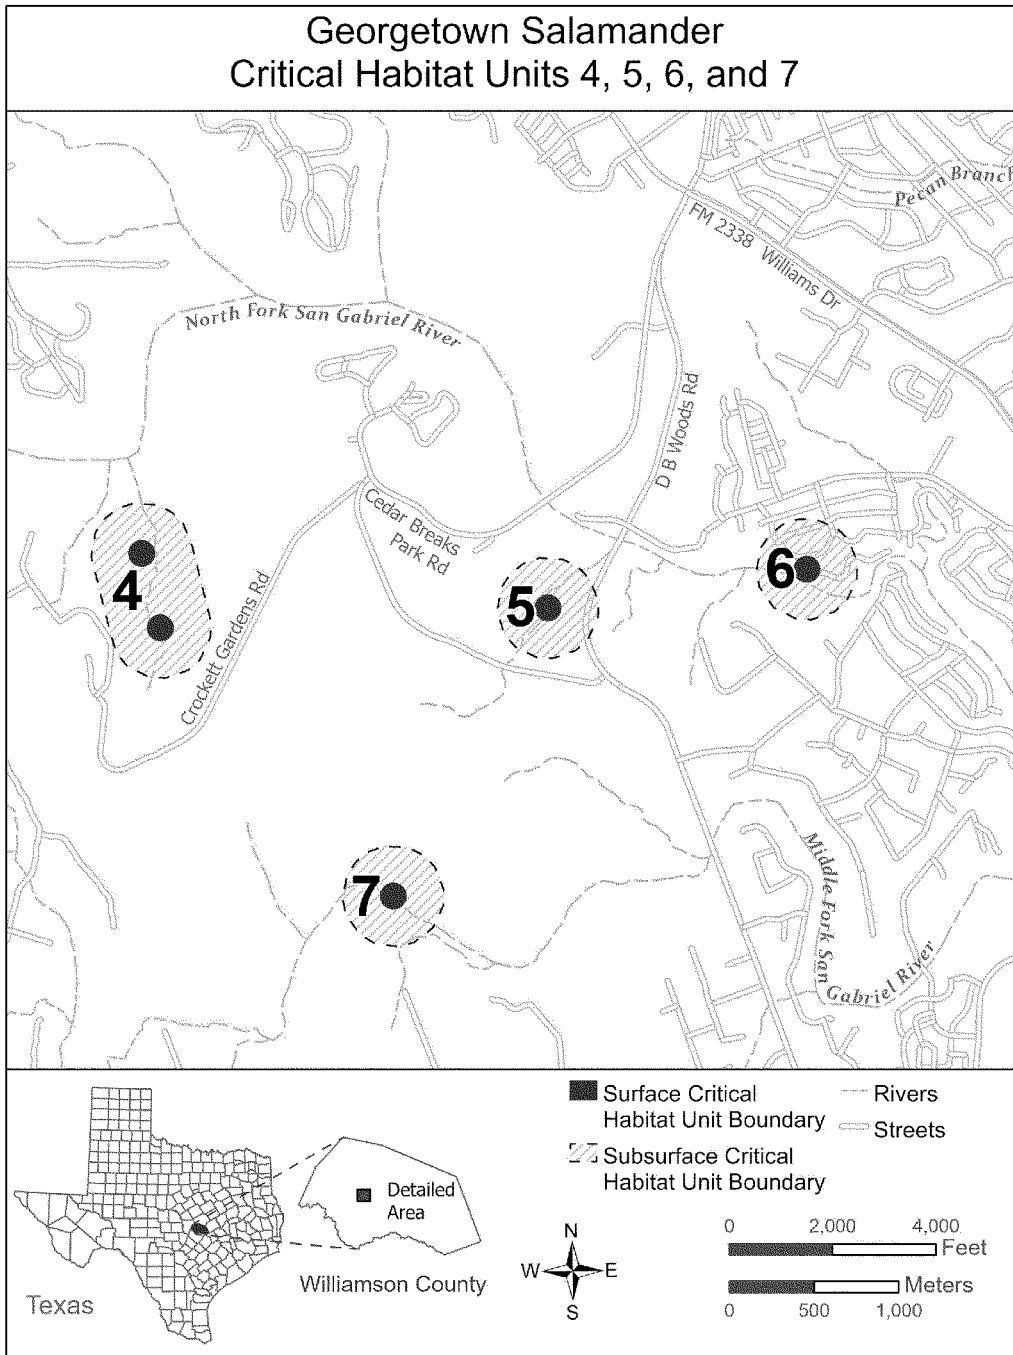 Georgetown Salamander
Critical Habitat Units 4, 5, 6, and 7
Pecan Branch
FM 2338 Williams Dr
North Fork San Gabriel River
D B Woods Rd
Cedar Breaks
Park Rd
Crockett Gardens Rd
4
5
6
7
Middle Fork San
Gabriel River
Surface Critical
Habitat Unit Boundary
Subsurface Critical
Habitat Unit Boundary
Rivers
Streets
Detailed
Area
Williamson County
Texas
N
W E
S
0 2,000 4,000
Feet
Meters
0 500 1,000